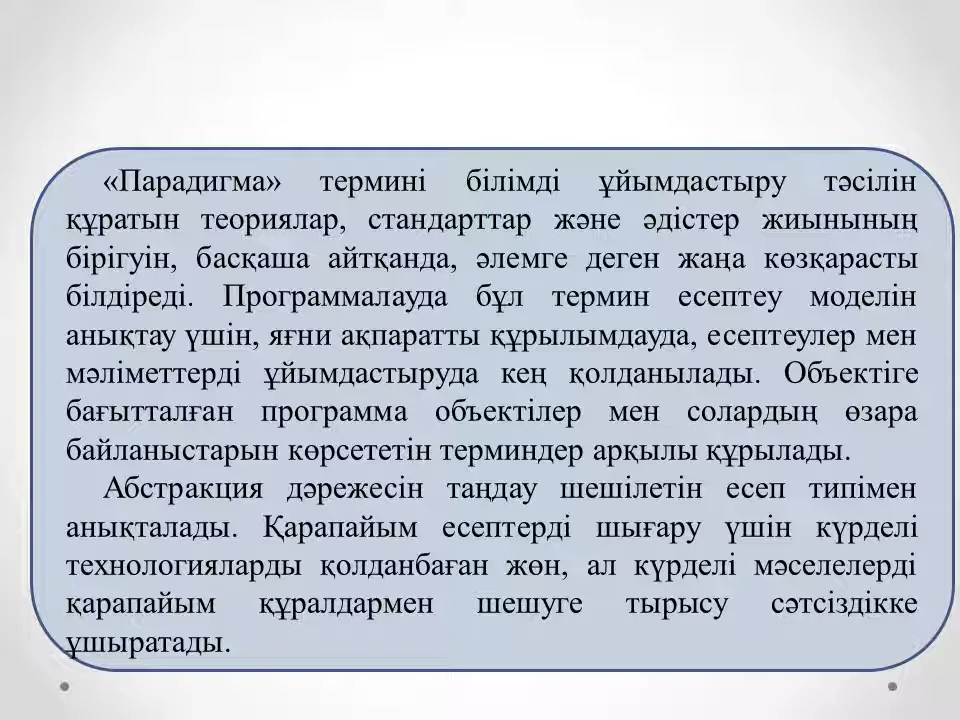 «Парадигма» термині білімді ұйымдастыру тәсілін
құратын теориялар, стандарттар және әдістер жиынының
бірігуін, басқаша айтқанда, әлемге деген жаңа көзқарасты
білдіреді. Программалауда бұл термин есептеу моделін
анықтау үшін, яғни ақпаратты құрылымдауда, есептеулер мен
мәліметтерді ұйымдастыруда кең қолданылады. Объектіге
бағытталған программа объектілер мен солардың өзара
байланыстарын көрсететін терминдер арқылы құрылады.
Абстракция дәрежесін таңдау шешілетін есеп типімен
анықталады. Қарапайым есептерді шығару үшін күрделі
технологияларды қолданбаған жөн, ал күрделі мәселелерді
қарапайым құралдармен шешуге тырысу сәтсіздікке
ұшыратады.